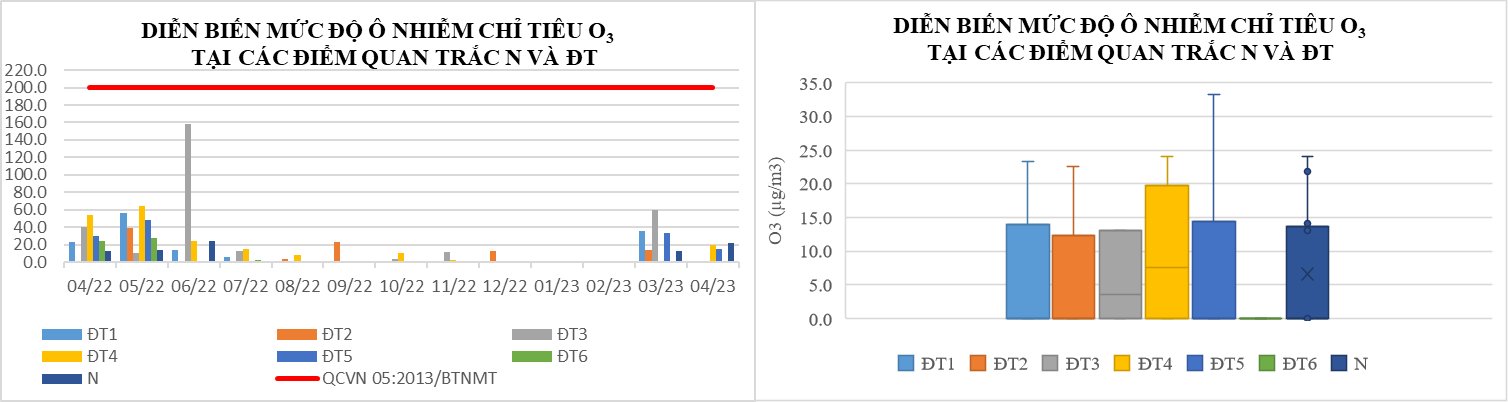 DIỄN BIẾN MỨC ĐỘ Ô NHIỄM CHỈ TIÊU O3
TẠI CÁC ĐIỂM QUAN TRẮC N VÀ ĐT
220.0
200.0
180.0
160.0
140.0
120.0
100.0
80.0
60.0
40.0
20.0
0.0
04/22 05/22 06/22 07/22 08/22 09/22 10/22 11/22 12/22 01/23 02/23 03/23 04/23
ĐT1 ĐT2 ĐT3
ĐT4 ĐT5 ĐT6
N QCVN 05:2013/BTNMT
DIỄN BIẾN MỨC ĐỘ Ô NHIỄM CHỈ TIÊU O3
TẠI CÁC ĐIỂM QUAN TRẮC N VÀ ĐT
O3 (µg/m3)
35.0
30.0
25.0
20.0
15.0
10.0
5.0
0.0
ĐT1 ĐT2 ĐT3 ĐT4 ĐT5 ĐT6 N